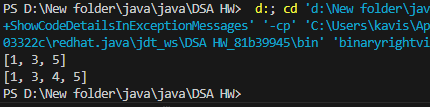 PS D:\New folder\java\java\DSA HW> d:; cd 'd:\New folder\jav
+ShowCodeDetailsInExceptionMessages' '-cp' 'C:\Users\kavis\Ap
03322c\redhat.java\jdt_ws\DSA HW_81b39945\bin' 'binaryrightvi
[1, 3, 5]
[1, 3, 4, 5]
PS D:\New folder\java\java\DSA HW>